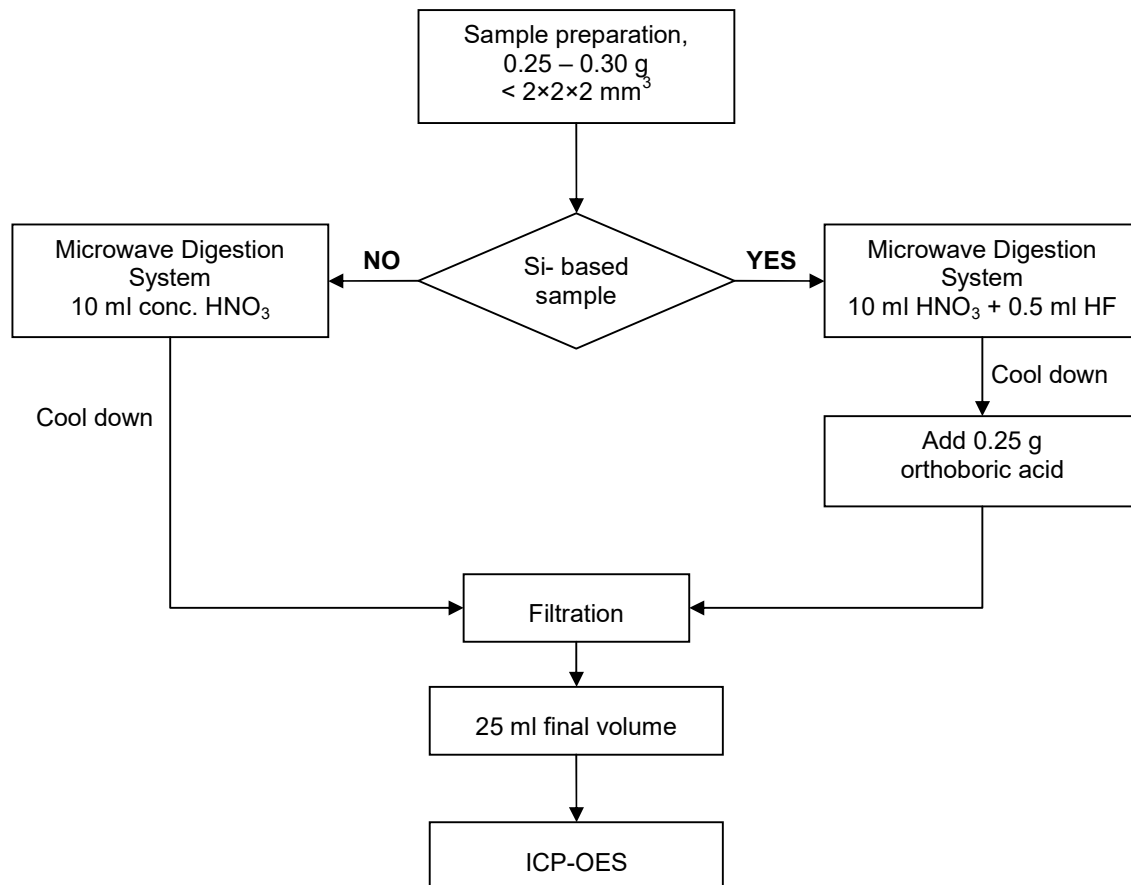 Sample preparation,
0.25 – 0.30 g
< 2×2×2 mm³
Microwave Digestion
System
10 ml conc. HNO₃
NO
Si- based
sample
YES
Microwave Digestion
System
10 ml HNO₃ + 0.5 ml HF
Cool down
Cool down
Add 0.25 g
orthoboric acid
Filtration
25 ml final volume
ICP-OES